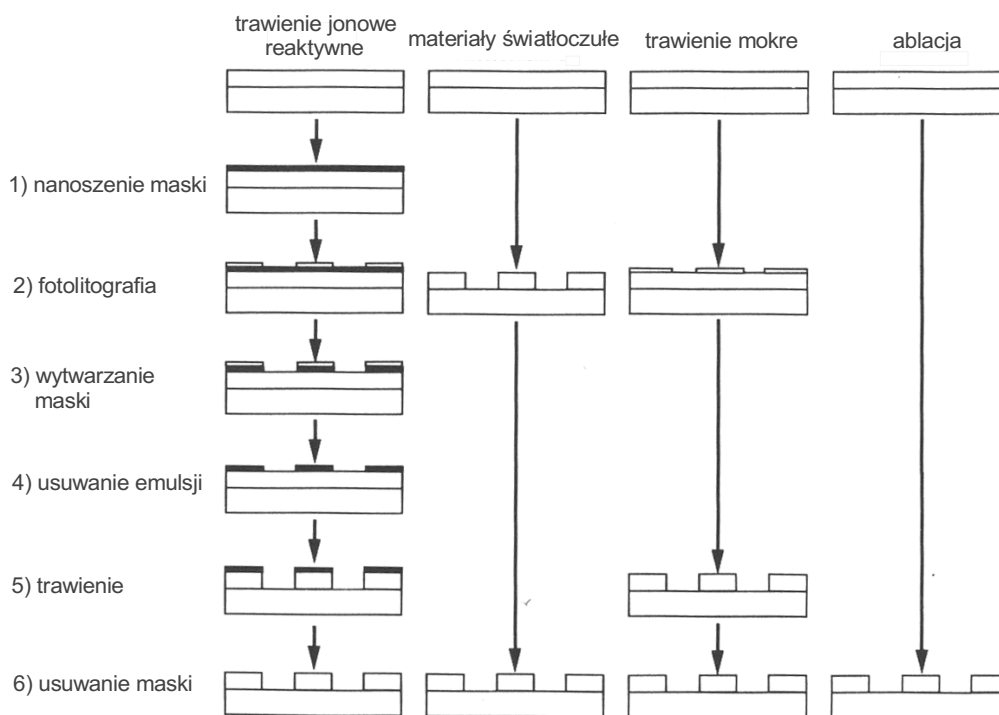 trawienie jonowe
reaktywne
materiały światłoczułe
trawienie mokre
ablacja
1) nanoszenie maski
2) fotolitografia
3) wytwarzanie
maski
4) usuwanie emulsji
5) trawienie
6) usuwanie maski